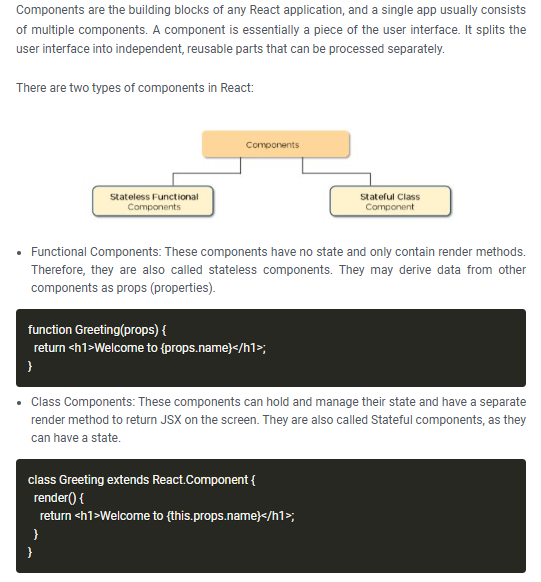 Components are the building blocks of any React application, and a single app usually consists
of multiple components. A component is essentially a piece of the user interface. It splits the
user interface into independent, reusable parts that can be processed separately.
There are two types of components in React:
Components
Stateless Functional
Components
Stateful Class
Component
• Functional Components: These components have no state and only contain render methods.
Therefore, they are also called stateless components. They may derive data from other
components as props (properties).
function Greeting(props) {
return <h1>Welcome to {props.name}</h1>;
}
• Class Components: These components can hold and manage their state and have a separate
render method to return JSX on the screen. They are also called Stateful components, as they
can have a state.
class Greeting extends React.Component {
render() {
return <h1>Welcome to {this.props.name}</h1>;
}
}